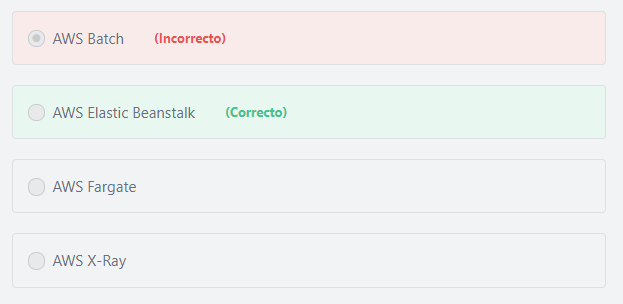 AWS Batch (Incorrecto)
AWS Elastic Beanstalk (Correcto)
AWS Fargate
AWS X-Ray